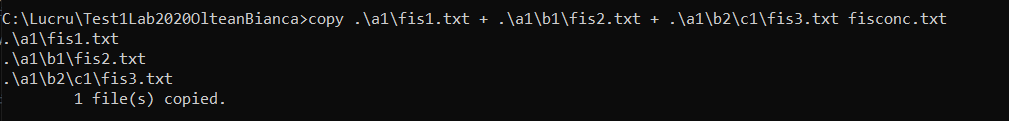 C:\Lucru\Test1Lab2020OlteanBianca>copy .\a1\fis1.txt + .\a1\b1\fis2.txt + .\a1\b2\c1\fis3.txt fisconc.txt
.\a1\fis1.txt
.\a1\b1\fis2.txt
.\a1\b2\c1\fis3.txt
        1 file(s) copied.